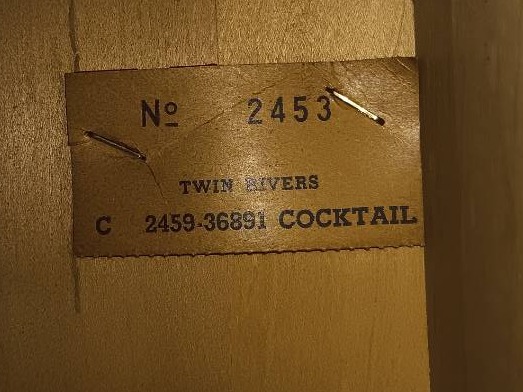 Nº 2453
TWIN RIVERS
C 2459-36891 COCKTAIL